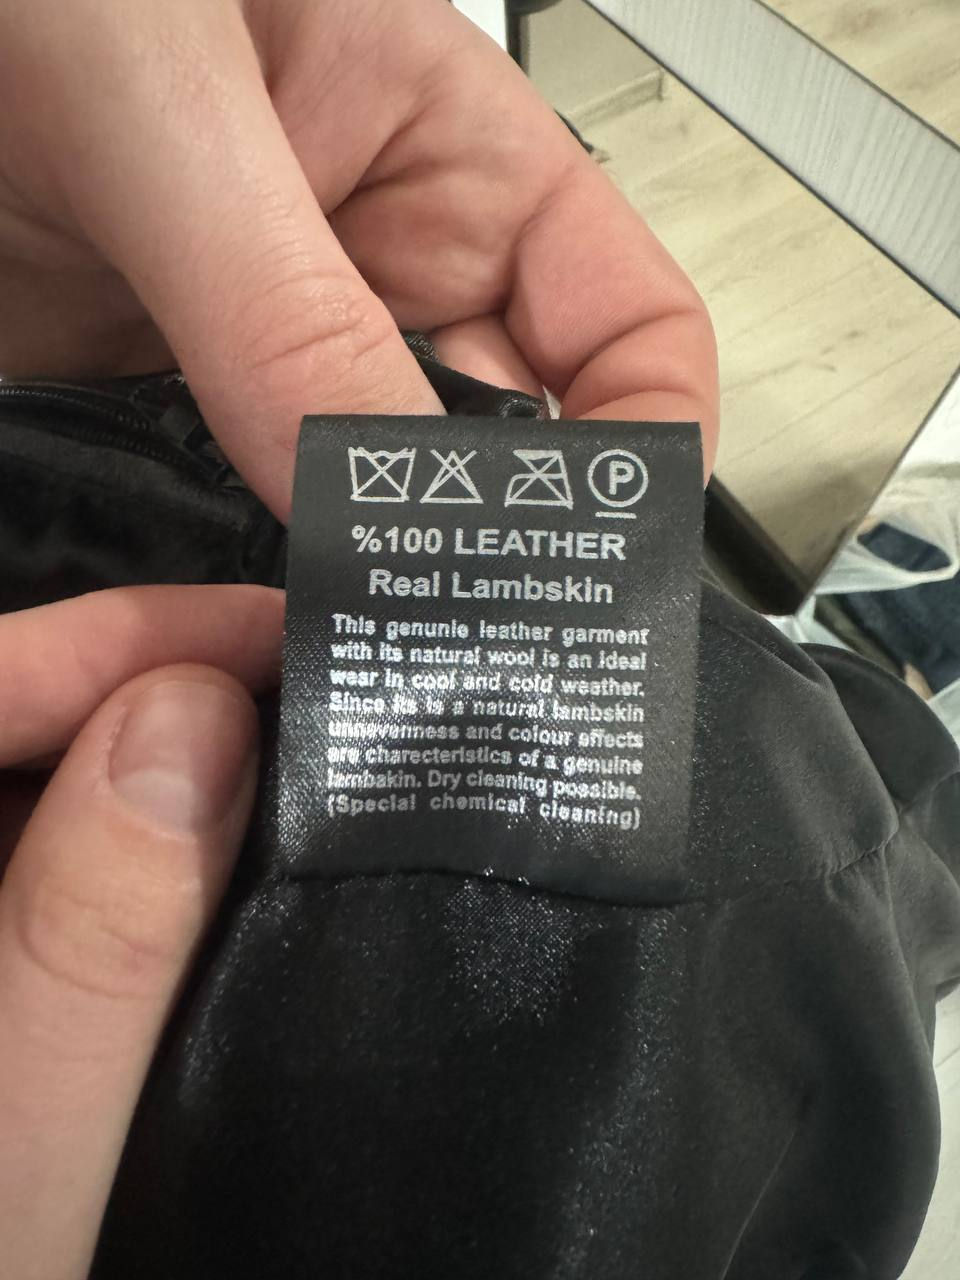 P
%100 LEATHER
Real Lambskin
This genunie leather garment
with its natural wool is an ideal
wear in cool and cold weather.
Since its is a natural lambskin
unnevenness and colour effects
are charecteristics of a genuine
lambakin. Dry cleaning possible.
(Special chemical cleaning)